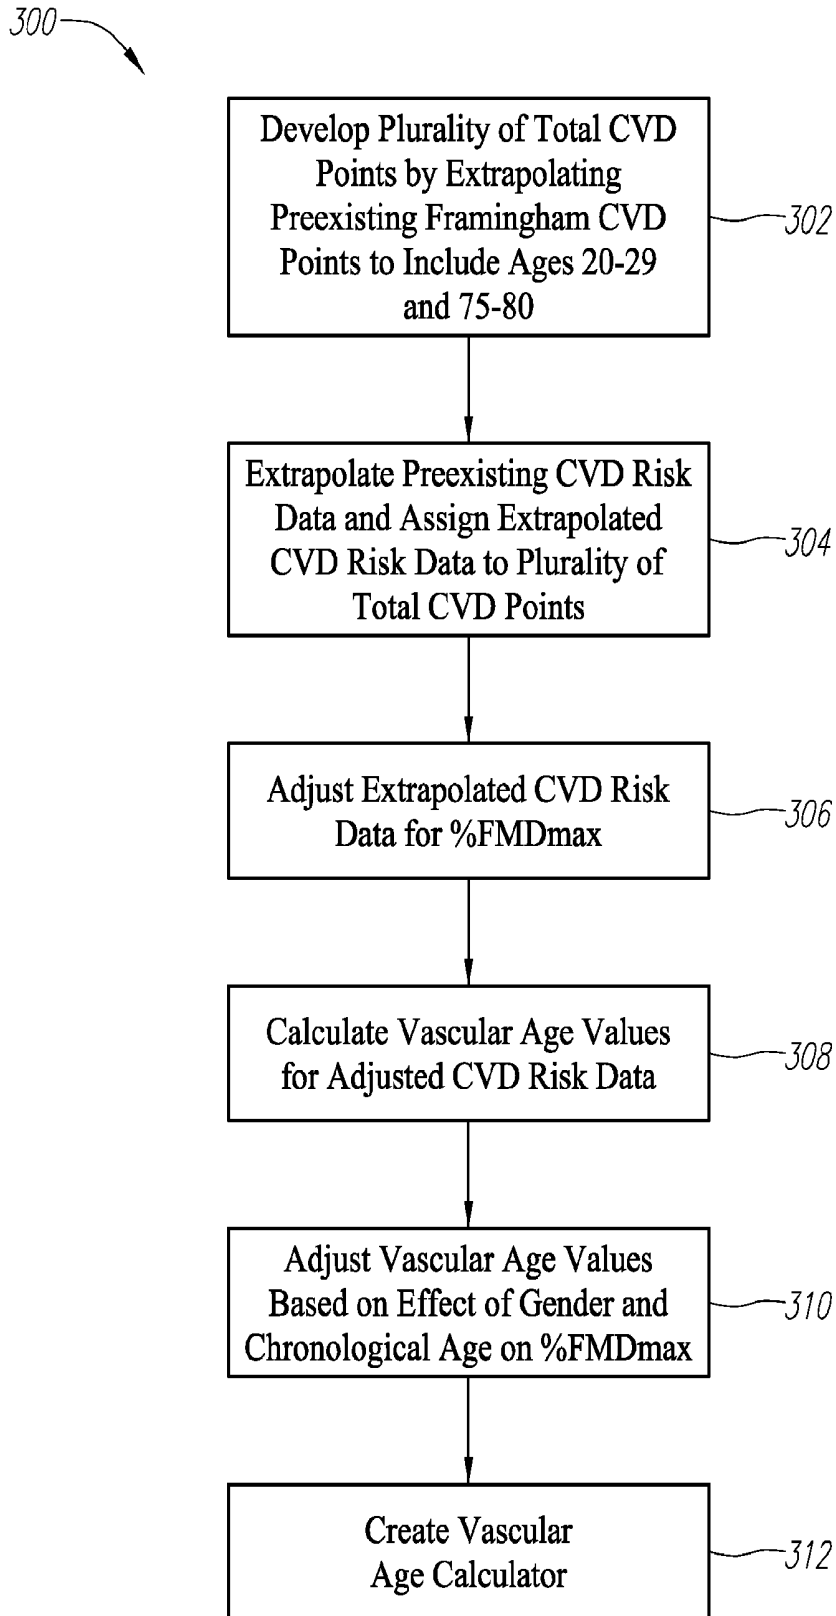 300
Develop Plurality of Total CVD
Points by Extrapolating
Preexisting Framingham CVD
Points to Include Ages 20-29
and 75-80
302
Extrapolate Preexisting CVD Risk
Data and Assign Extrapolated
CVD Risk Data to Plurality of
Total CVD Points
304
Adjust Extrapolated CVD Risk
Data for %FMDmax
306
Calculate Vascular Age Values
for Adjusted CVD Risk Data
308
Adjust Vascular Age Values
Based on Effect of Gender and
Chronological Age on %FMDmax
310
Create Vascular
Age Calculator
312